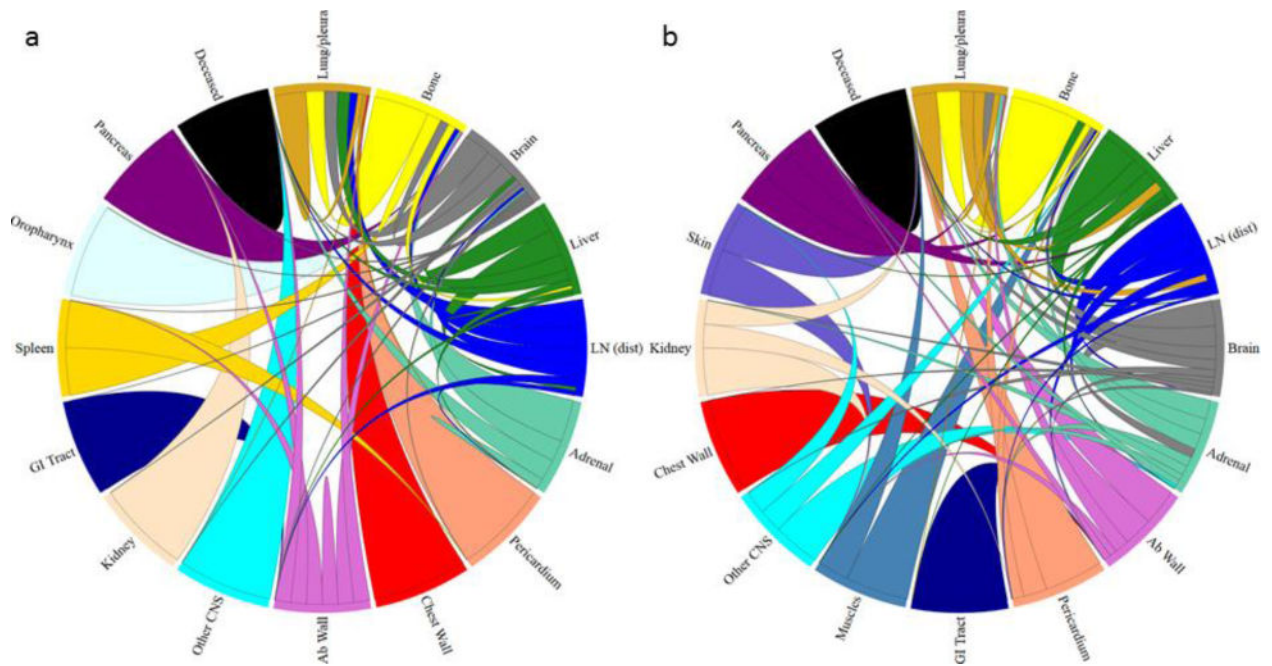 a
Lung/pleura
Bone
Brain
Liver
LN (dist)
Adrenal
Pericardium
Chest Wall
Ab Wall
Other CNS
Kidney
GI Tract
Spleen
Oropharynx
Pancreas
Deceased
b
Lung/pleura
Bone
Liver
LN (dist)
Brain
Adrenal
Ab Wall
Pericardium
GI Tract
Muscles
Other CNS
Chest Wall
Kidney
Skin
Pancreas
Deceased